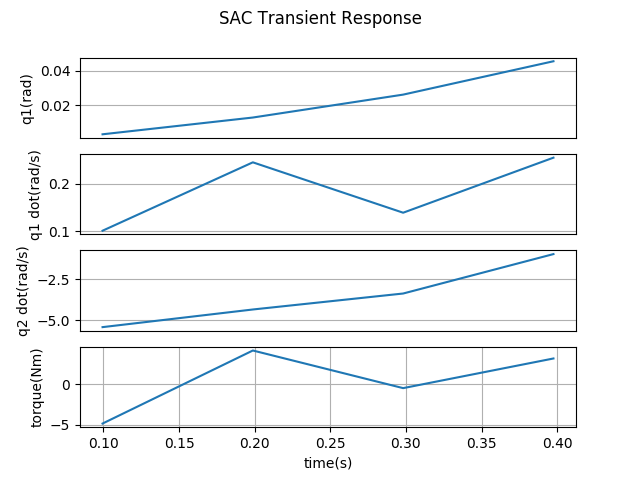 SAC Transient Response
q1(rad)
0.04
0.02
q1 dot(rad/s)
0.2
0.1
q2 dot(rad/s)
−2.5
−5.0
torque(Nm)
0
−5
0.10 0.15 0.20 0.25 0.30 0.35 0.40
time(s)